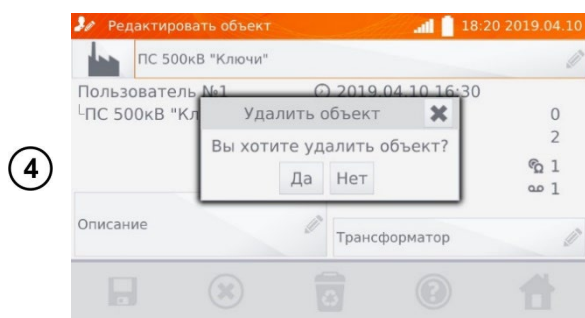 Редактировать объект 18:20 2019.04.10
ПС 500кВ "Ключи"
Пользователь №1 2019.04.10 16:30
ПС 500кВ "Кл
Удалить объект
0
Вы хотите удалить объект?
2
Да Нет
1
1
4
Описание
Трансформатор